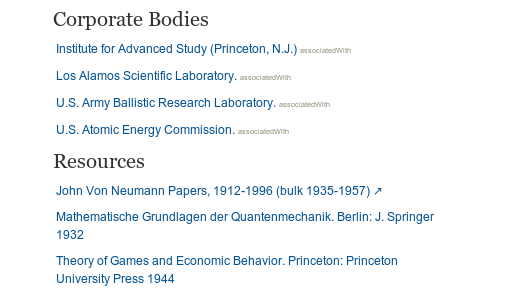 Corporate Bodies
Institute for Advanced Study (Princeton, N.J.) associatedWith
Los Alamos Scientific Laboratory. associatedWith
U.S. Army Ballistic Research Laboratory. associatedWith
U.S. Atomic Energy Commission. associatedWith
Resources
John Von Neumann Papers, 1912-1996 (bulk 1935-1957) ↗
Mathematische Grundlagen der Quantenmechanik. Berlin: J. Springer
1932
Theory of Games and Economic Behavior. Princeton: Princeton
University Press 1944